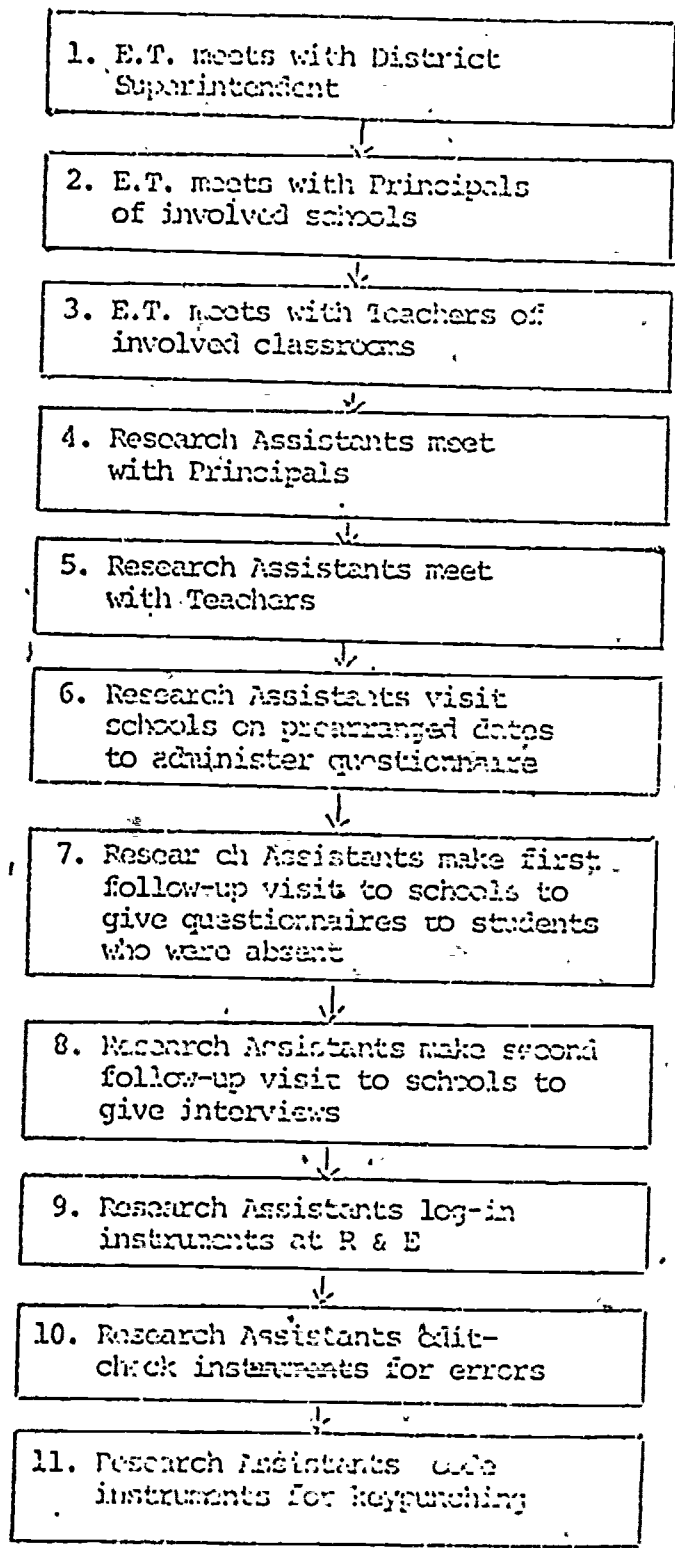 1. E.T. meets with District
Superintendent
2. E.T. meets with Principals
of involved schools
3. E.T. meets with Teachers of
involved classrooms
4. Research Assistants meet
with Principals
5. Research Assistants meet
with Teachers
6. Research Assistants visit
schools on prearranged dates
to administer questionnaire
7. Resear ch Assistants make first
follow-up visit to schools to
give questionnaires to students
who were absent
8. Research Assistants make second
follow-up visit to schools to
give interviews
9. Research Assistants log-in
instruments at R & E
10. Research Assistants edit-
check instruments for errors
11. Research Assistants code
instruments for keypunching